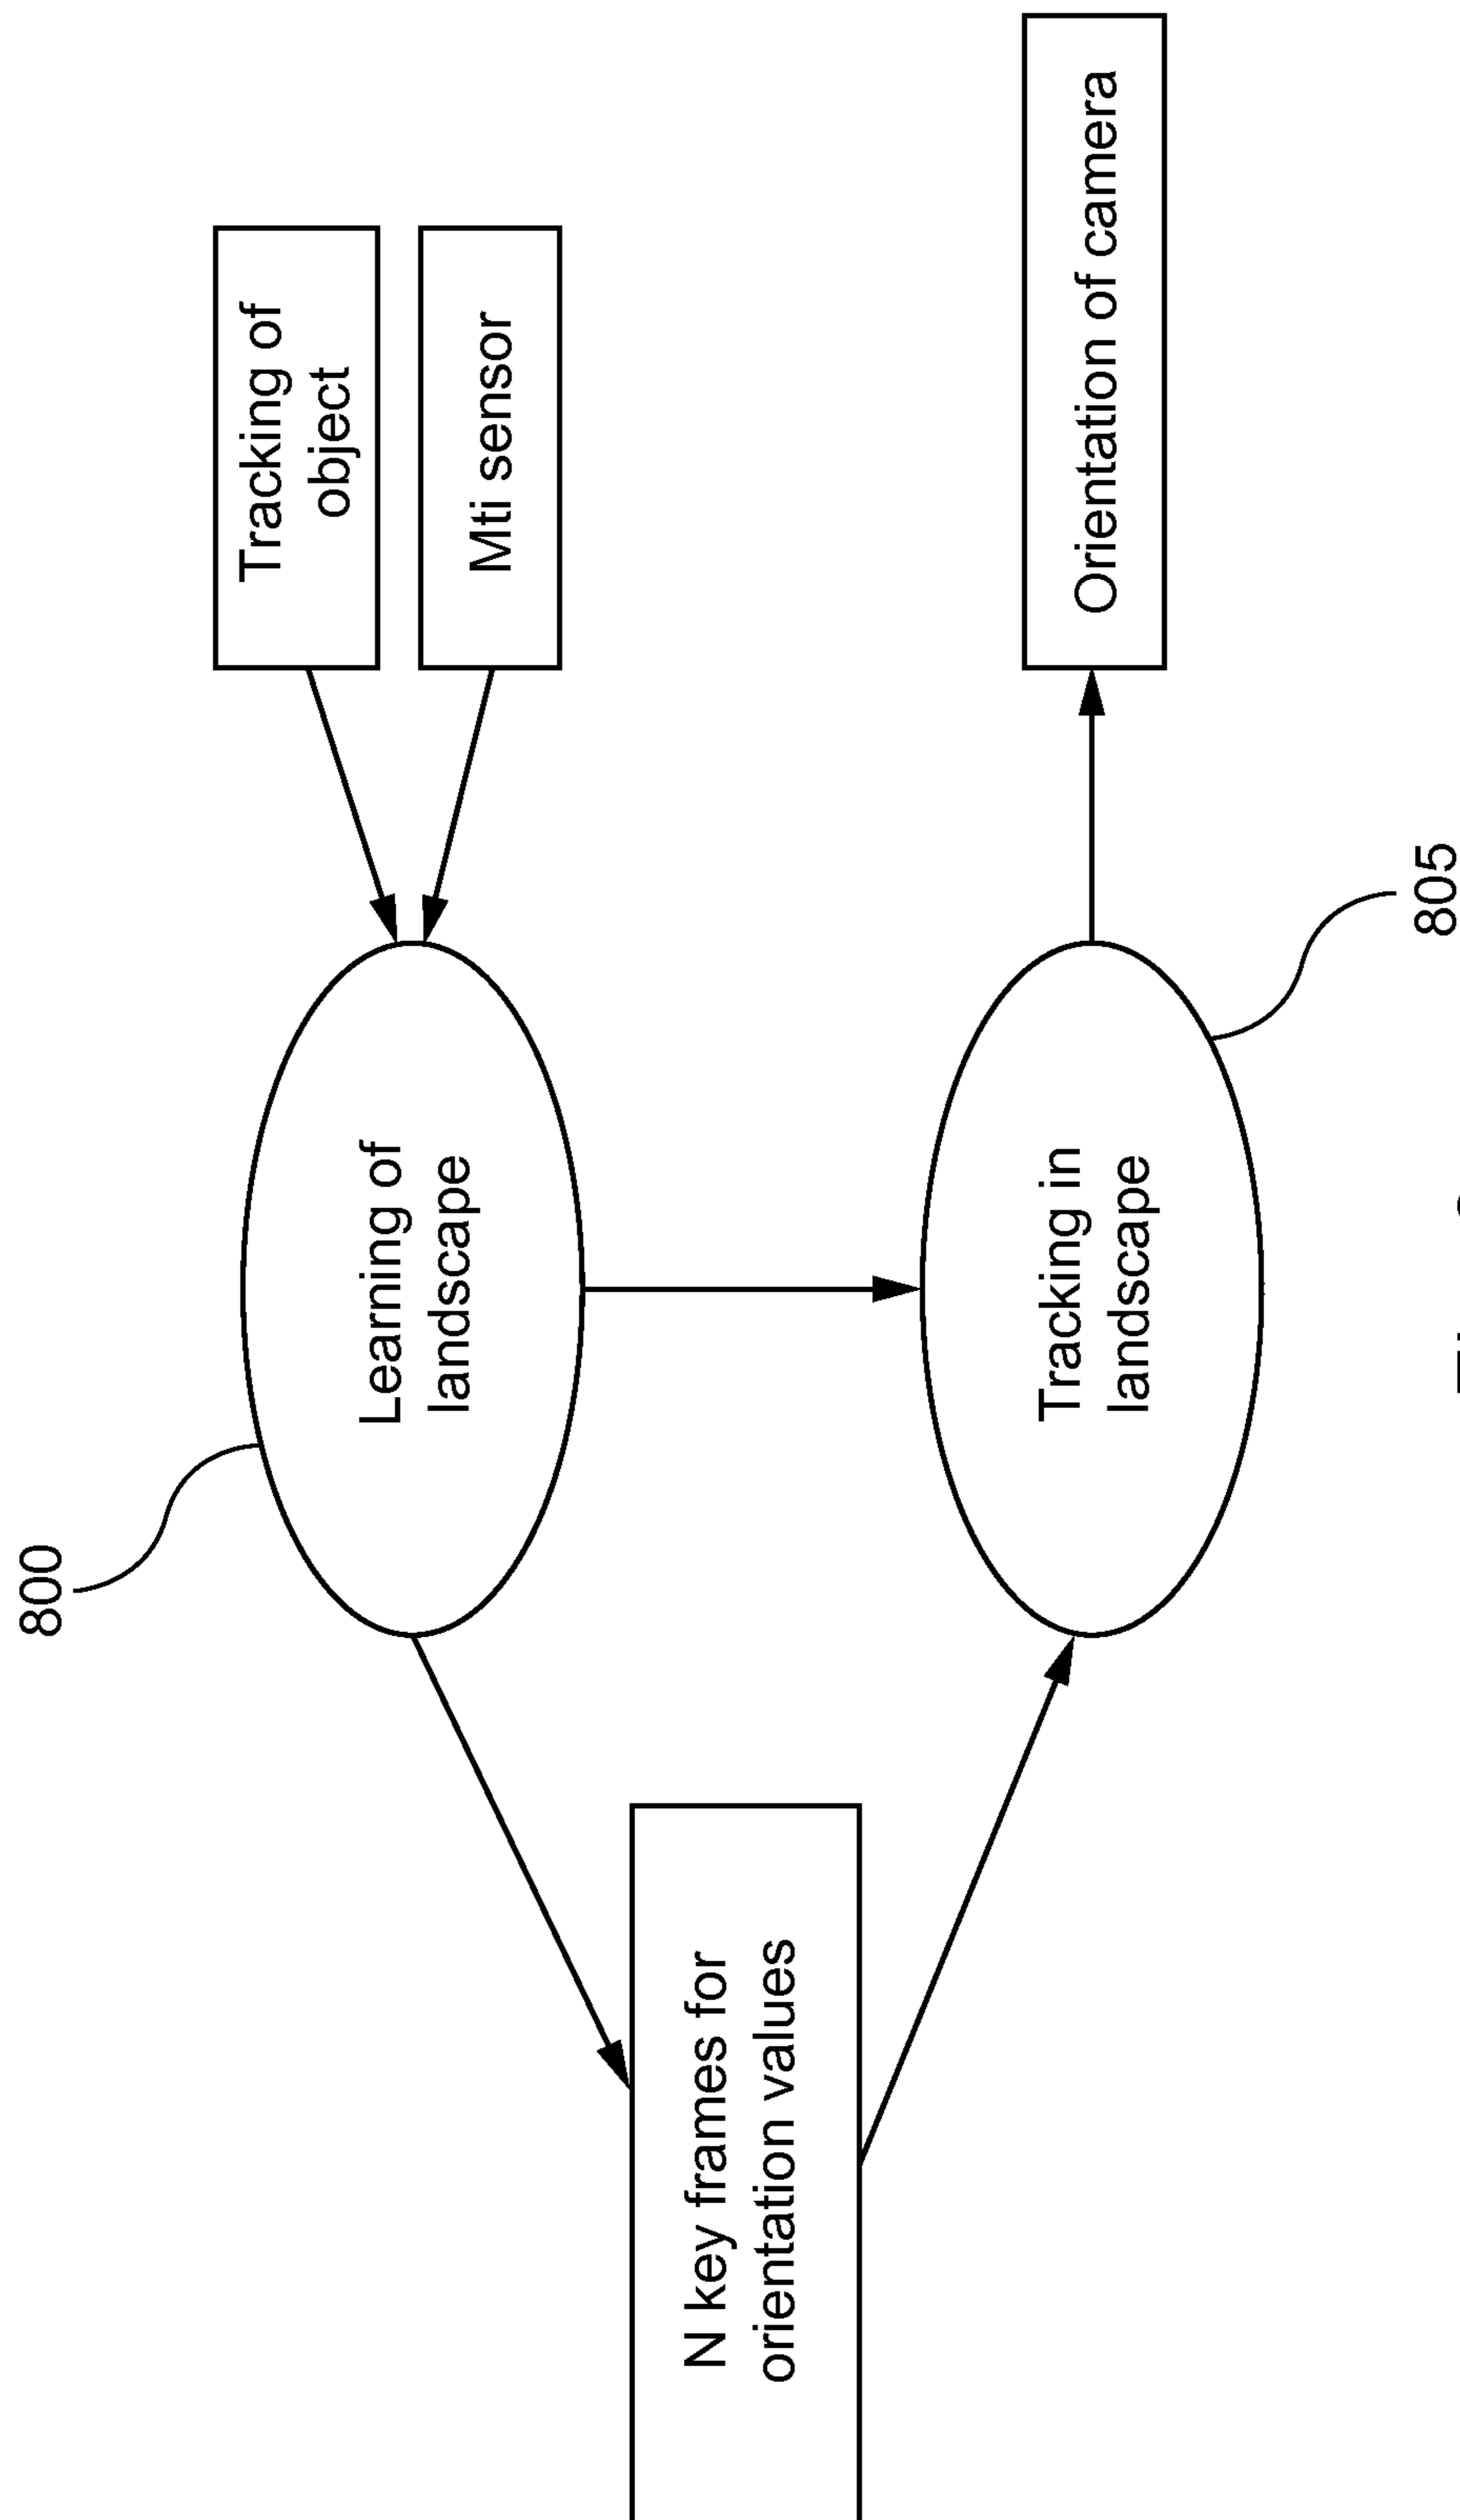 800
Learning of
landscape
Tracking of
object
Mti sensor
N key frames for
orientation values
Tracking in
landscape
Orientation of camera
805